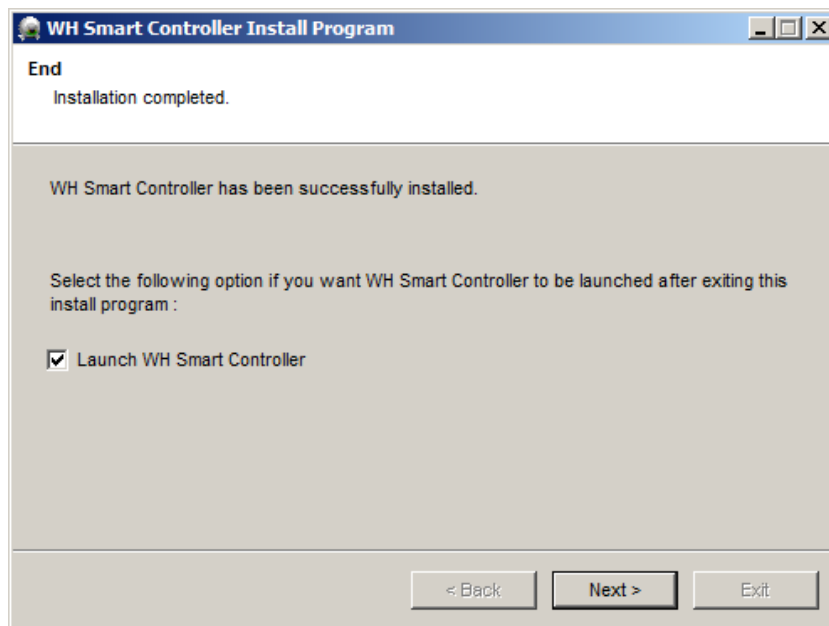 WH Smart Controller Install Program
End
Installation completed.
WH Smart Controller has been successfully installed.
Select the following option if you want WH Smart Controller to be launched after exiting this
install program :
Launch WH Smart Controller
< Back Next > Exit